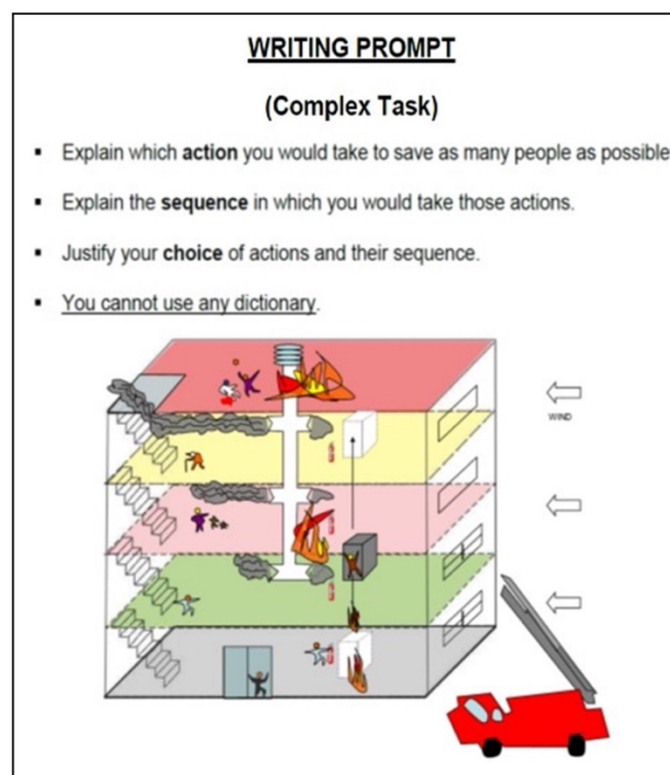 WRITING PROMPT
(Complex Task)
▪ Explain which action you would take to save as many people as possible
▪ Explain the sequence in which you would take those actions.
▪ Justify your choice of actions and their sequence.
▪ You cannot use any dictionary.
WIND